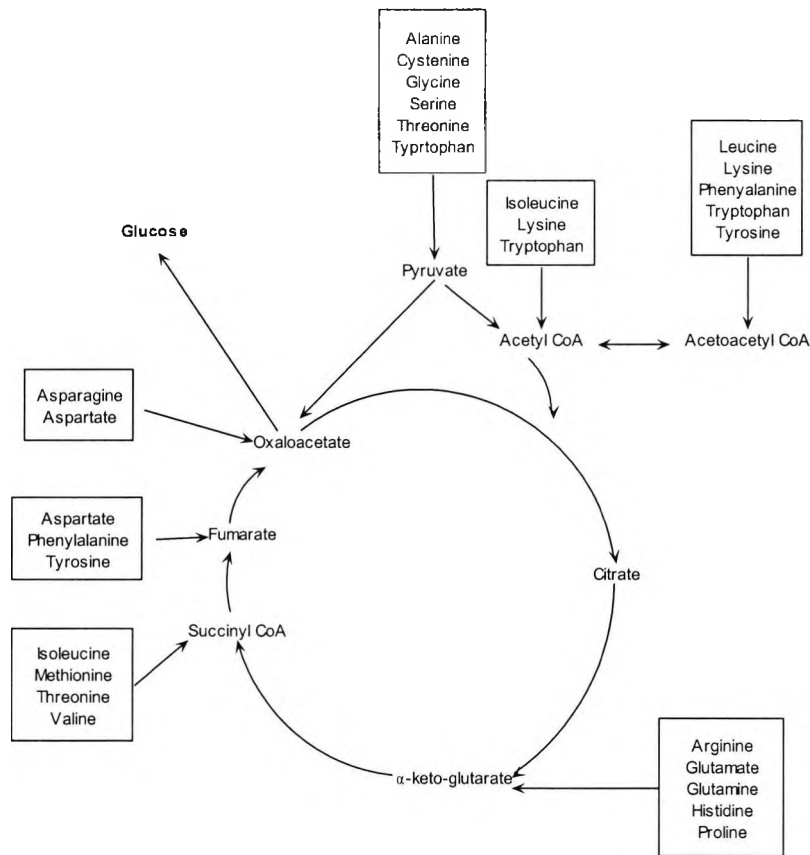 Alanine
Cystenine
Glycine
Serine
Threonine
Typrtophan
Leucine
Lysine
Phenyalanine
Tryptophan
Tyrosine
Isoleucine
Lysine
Tryptophan
Glucose
Pyruvate
Acetyl CoA
Acetoacetyl CoA
Asparagine
Aspartate
Oxaloacetate
Aspartate
Phenylalanine
Tyrosine
Fumarate
Citrate
Succinyl CoA
Isoleucine
Methionine
Threonine
Valine
α-keto-glutarate
Arginine
Glutamate
Glutamine
Histidine
Proline